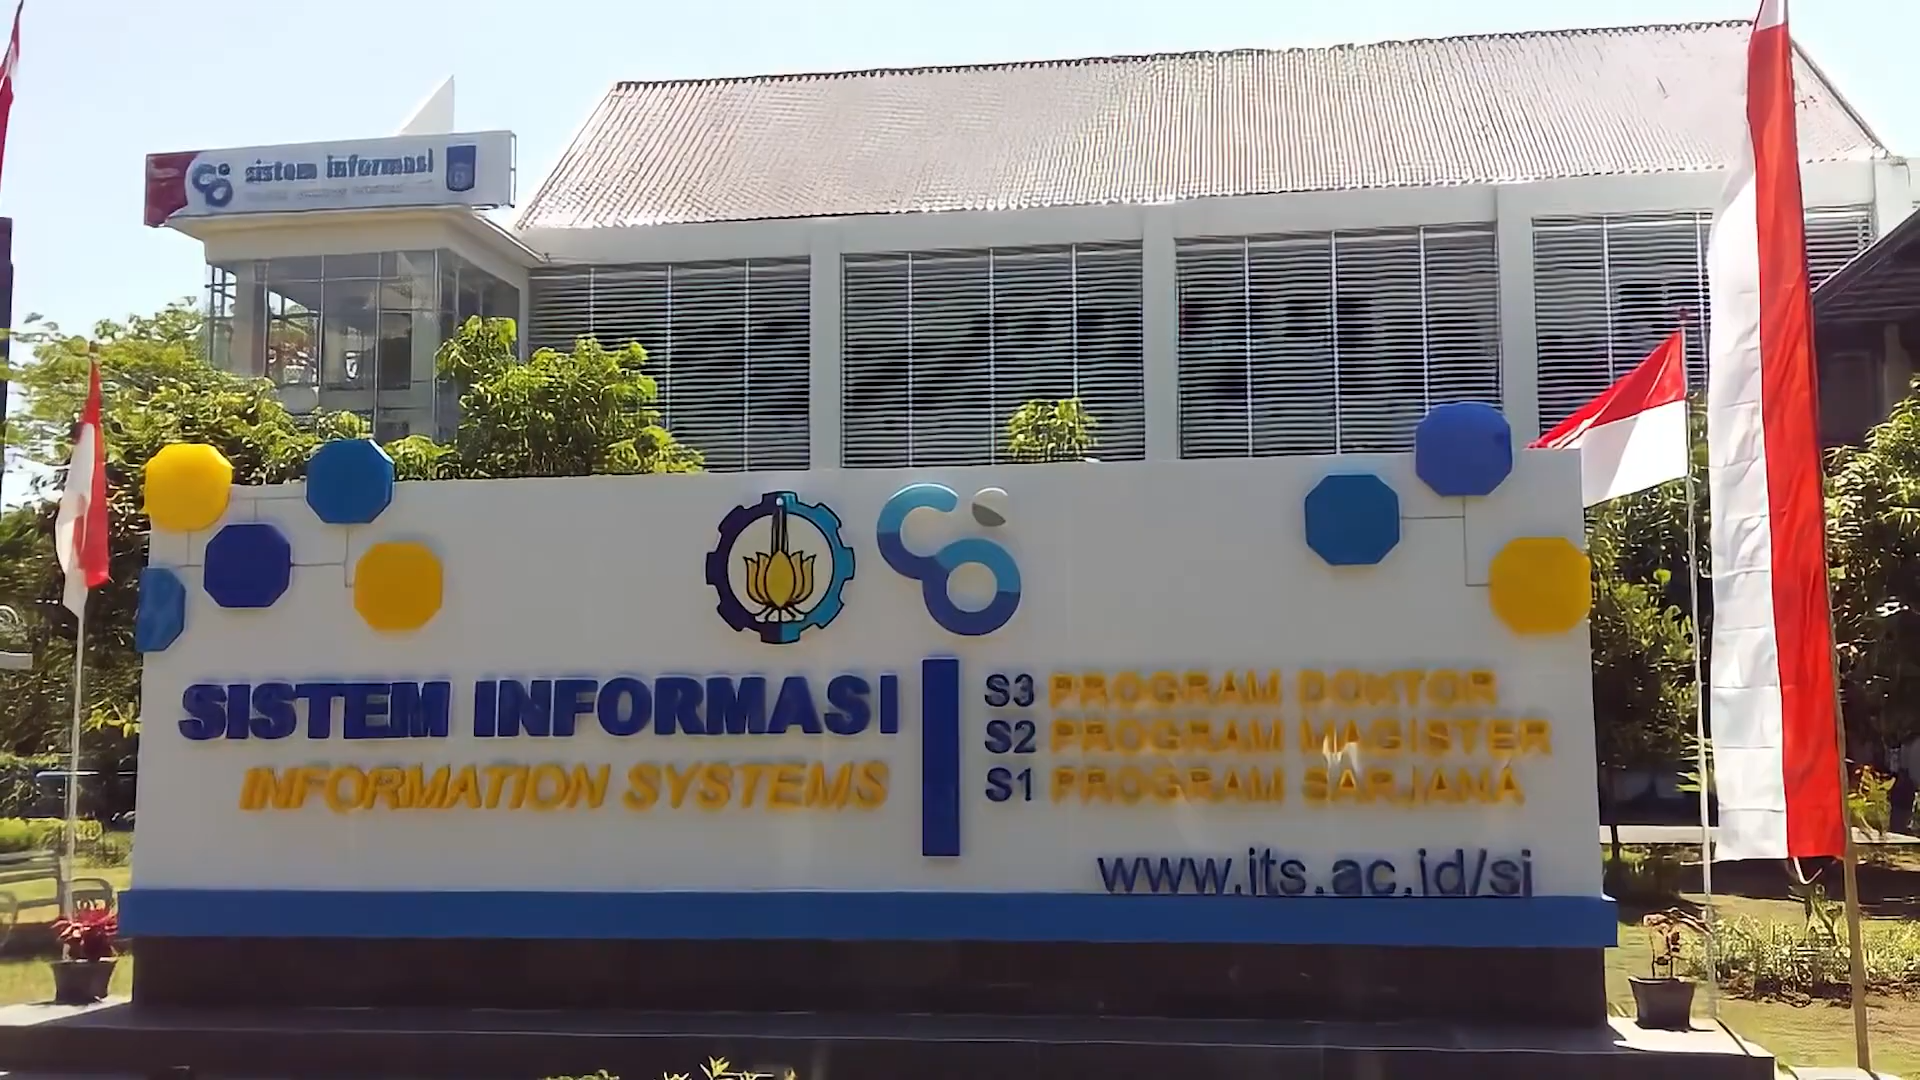 sistem informasi
SISTEM INFORMASI
INFORMATION SYSTEMS
S3 PROGRAM DOKTOR
S2 PROGRAM MAGISTER
S1 PROGRAM SARJANA
www.its.ac.id/si